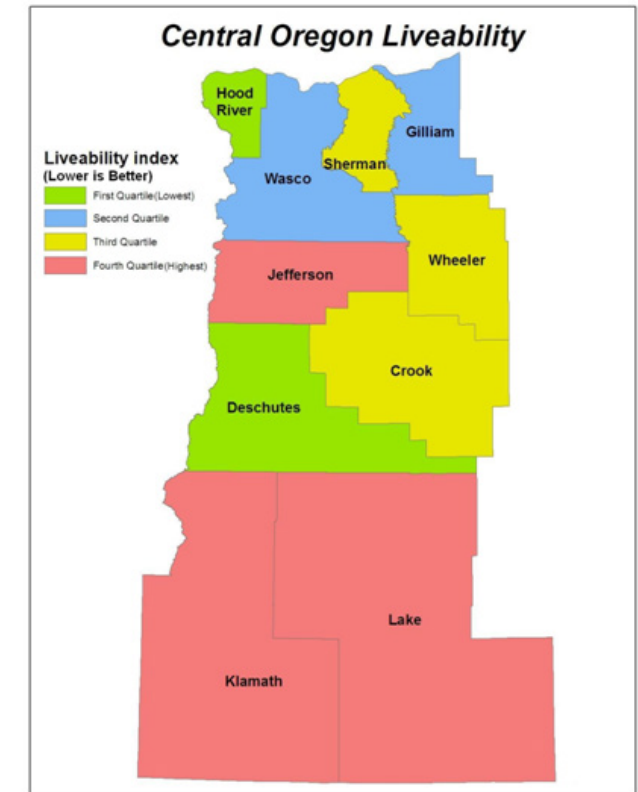 Central Oregon Liveability
Hood
River
Gilliam
Sherman
Wasco
Liveability index
(Lower is Better)
First Quartile(Lowest)
Second Quartile
Third Quartile
Fourth Quartile(Highest)
Wheeler
Jefferson
Crook
Deschutes
Lake
Klamath